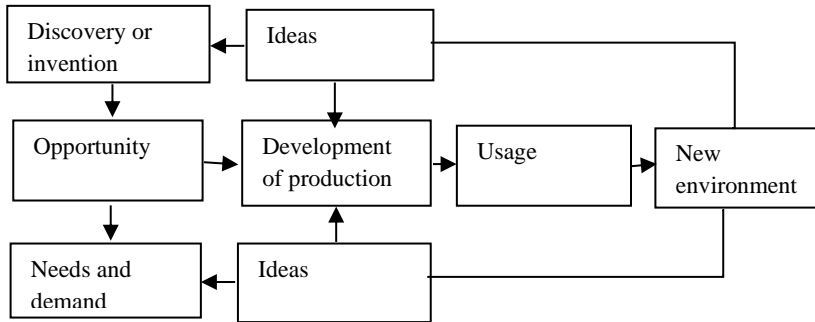 Discovery or
invention
Ideas
Opportunity
Development
of production
Usage
New
environment
Needs and
demand
Ideas